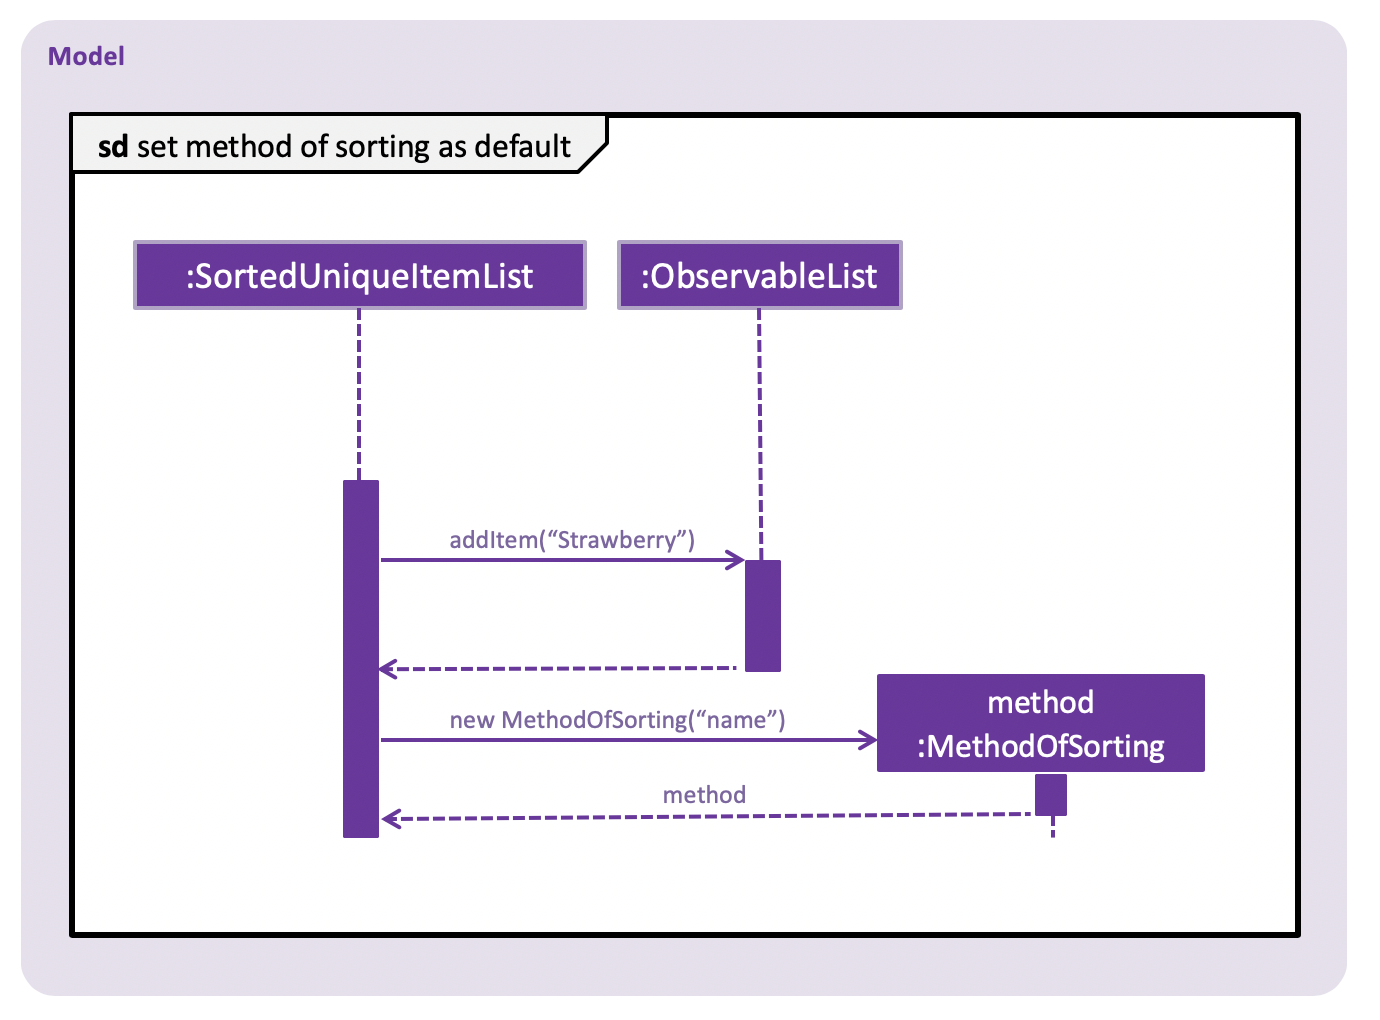 Model
sd set method of sorting as default
:SortedUniqueItemList
:ObservableList
addItem(“Strawberry”)
new MethodOfSorting(“name”)
method
:MethodOfSorting
method